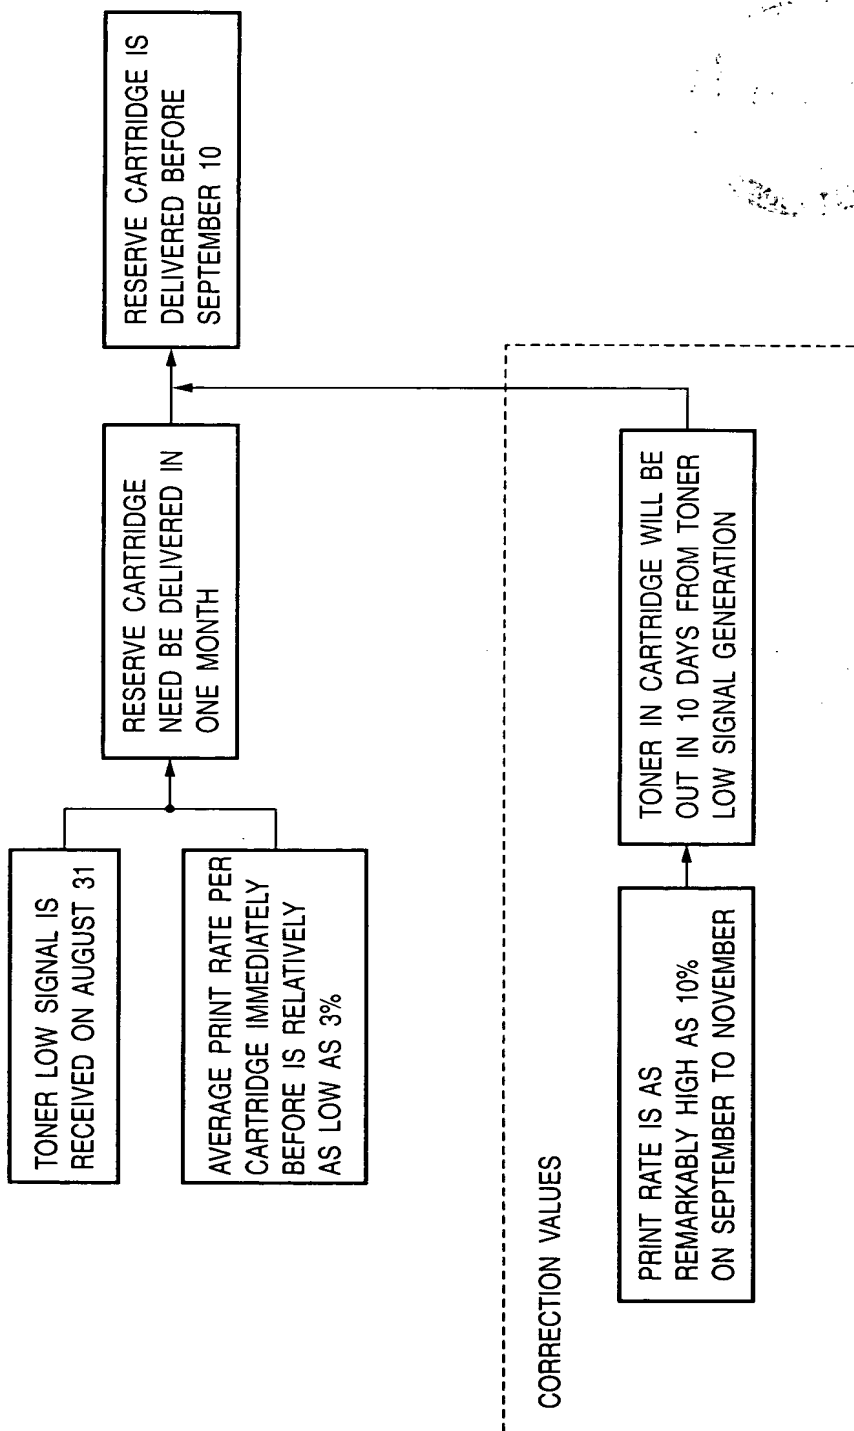 TONER LOW SIGNAL IS
RECEIVED ON AUGUST 31
AVERAGE PRINT RATE PER
CARTRIDGE IMMEDIATELY
BEFORE IS RELATIVELY
AS LOW AS 3%
RESERVE CARTRIDGE
NEED BE DELIVERED IN
ONE MONTH
RESERVE CARTRIDGE IS
DELIVERED BEFORE
SEPTEMBER 10
CORRECTION VALUES
PRINT RATE IS AS
REMARKABLY HIGH AS 10%
ON SEPTEMBER TO NOVEMBER
TONER IN CARTRIDGE WILL BE
OUT IN 10 DAYS FROM TONER
LOW SIGNAL GENERATION